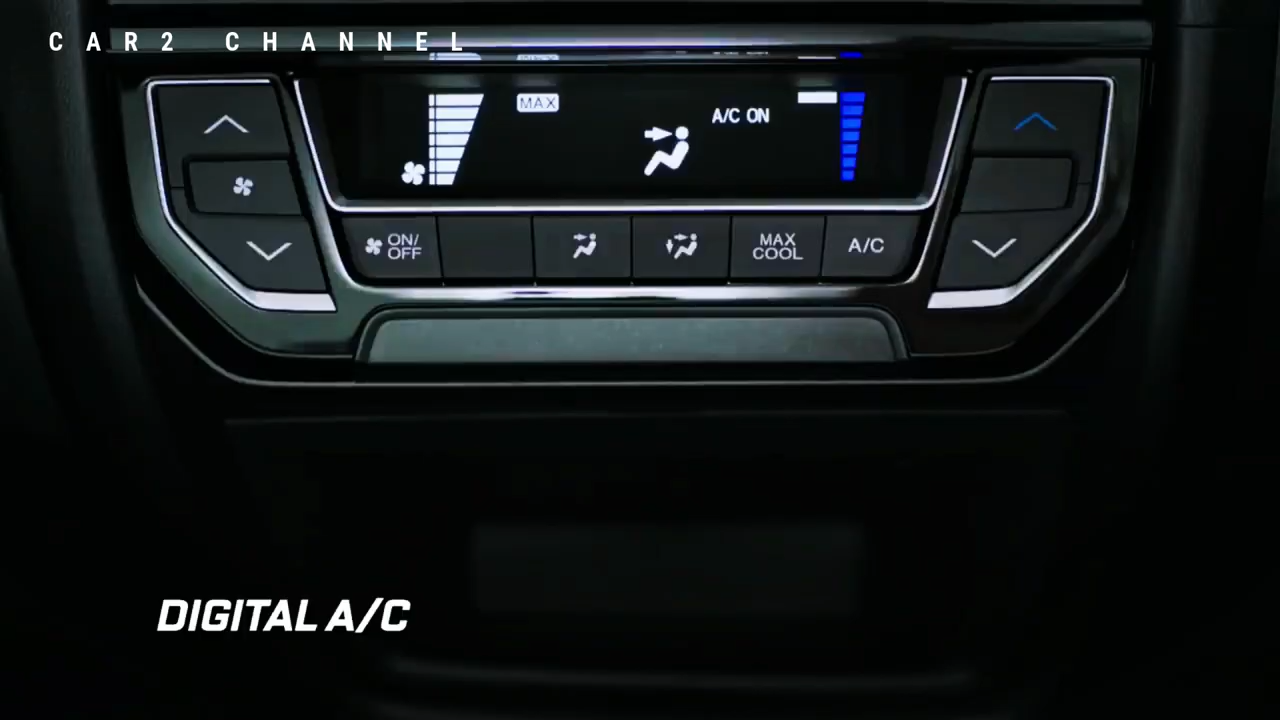 CAR2 CHANNEL
MAX
A/C ON
ON/
OFF
MAX
COOL
A/C
DIGITAL A/C